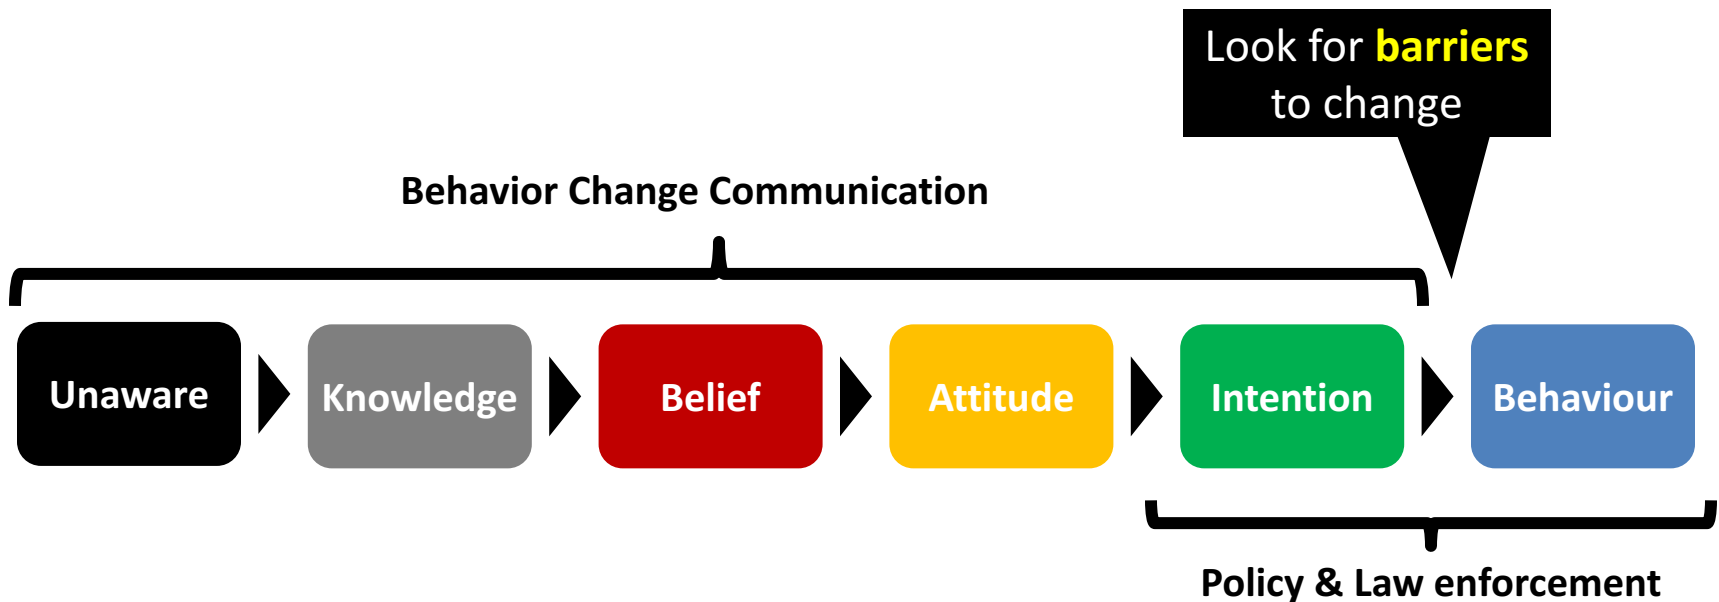 Look for barriers
to change
Behavior Change Communication
Unaware
Knowledge
Belief
Attitude
Intention
Behaviour
Policy & Law enforcement